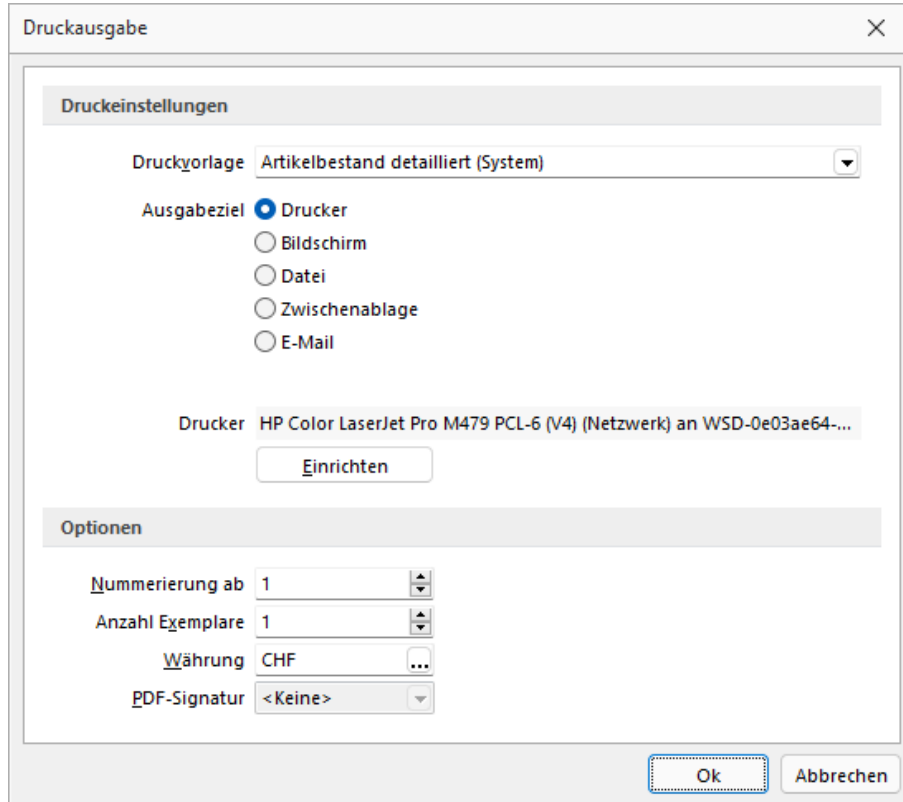 Druckausgabe
Druckeinstellungen
Druckvorlage Artikelbestand detailliert (System)
Ausgabeziel Drucker
Bildschirm
Datei
Zwischenablage
E-Mail
Drucker HP Color LaserJet Pro M479 PCL-6 (V4) (Netzwerk) an WSD-0e03ae64-...
Einrichten
Optionen
Nummerierung ab 1
Anzahl Exemplare 1
Währung CHF ...
PDF-Signatur <Keine>
Ok Abbrechen